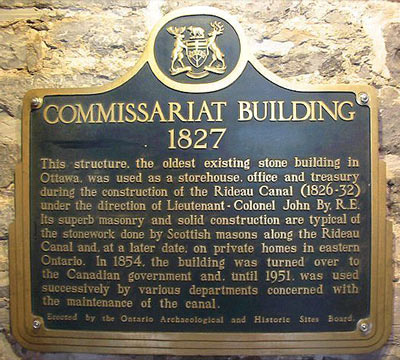 COMMISSARIAT BUILDING
1827
This structure, the oldest existing stone building in
Ottawa, was used as a storehouse, office and treasury
during the construction of the Rideau Canal (1826-32)
under the direction of Lieutenant-Colonel John By, R.E.
Its superb masonry and solid construction are typical of
the stonework done by Scottish masons along the Rideau
Canal and, at a later date, on private homes in eastern
Ontario. In 1854, the building was turned over to
the Canadian government and, until 1951, was used
successively by various departments concerned with
the maintenance of the canal.
Erected by the Ontario Archaeological and Historic Sites Board.